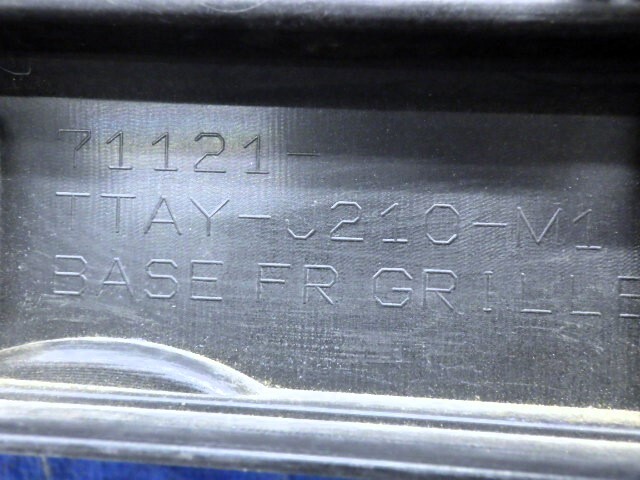 71121-
TTAY-J210-M1
BASE FR GRILLE